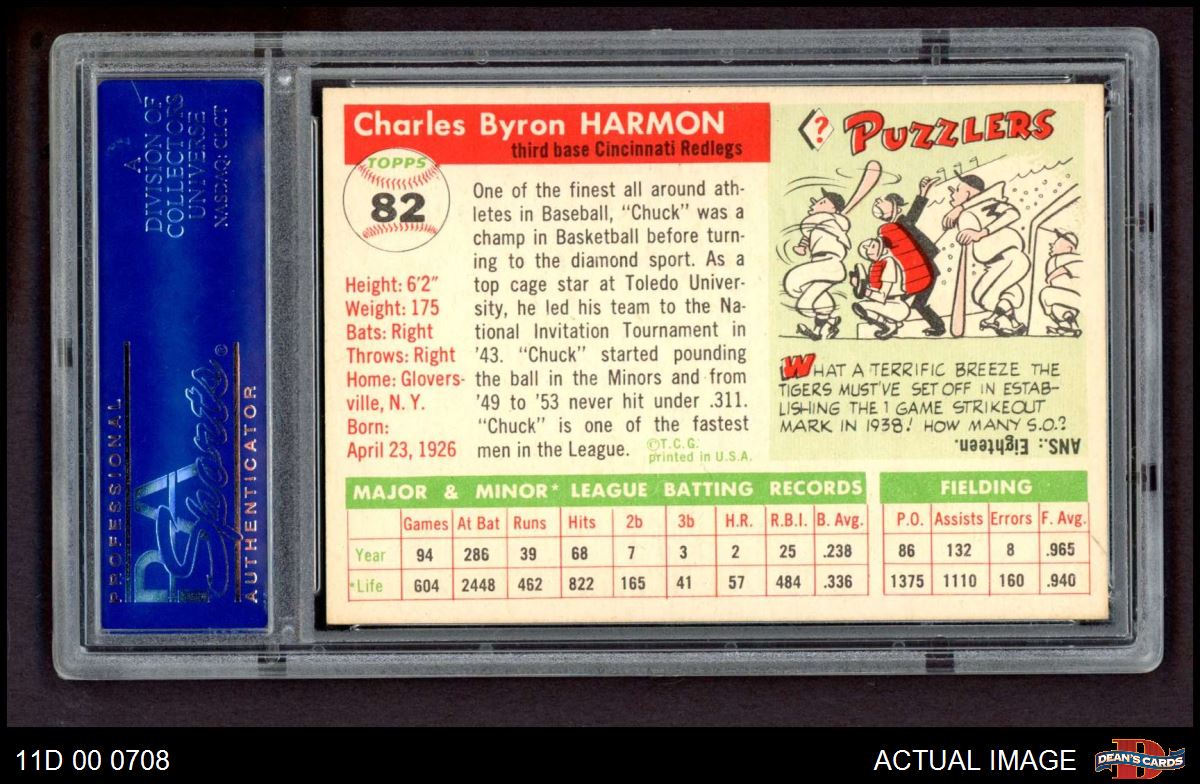 A
DIVISION OF
COLLECTORS
UNIVERSE
NASDAQ: CLCT
PROFESSIONAL
PSA
Sports
©
AUTHENTICATOR
Charles Byron HARMON
third base Cincinnati Redlegs
TOPPS
82
Height: 6'2"
Weight: 175
Bats: Right
Throws: Right
Home: Glovers-
ville, N. Y.
Born:
April 23, 1926
One of the finest all around ath-
letes in Baseball, "Chuck" was a
champ in Basketball before turn-
ing to the diamond sport. As a
top cage star at Toledo Univer-
sity, he led his team to the Na-
tional Invitation Tournament in
'43. "Chuck" started pounding
the ball in the Minors and from
'49 to '53 never hit under .311.
"Chuck" is one of the fastest
men in the League.
©T.C.G.
printed in U.S.A.
? PUZZLERS
WHAT A TERRIFIC BREEZE THE
TIGERS MUST'VE SET OFF IN ESTAB-
LISHING THE 1 GAME STRIKEOUT
MARK IN 1938! HOW MANY S.O.?
ANS.: Eighteen.
MAJOR & MINOR* LEAGUE BATTING RECORDS
Games At Bat Runs Hits 2b 3b H.R. R.B.I. B. Avg.
Year 94 286 39 68 7 3 2 25 .238
*Life 604 2448 462 822 165 41 57 484 .336
FIELDING
P.O. Assists Errors F. Avg.
86 132 8 .965
1375 1110 160 .940
11D 00 0708
ACTUAL IMAGE
D
DEAN'S CARDS